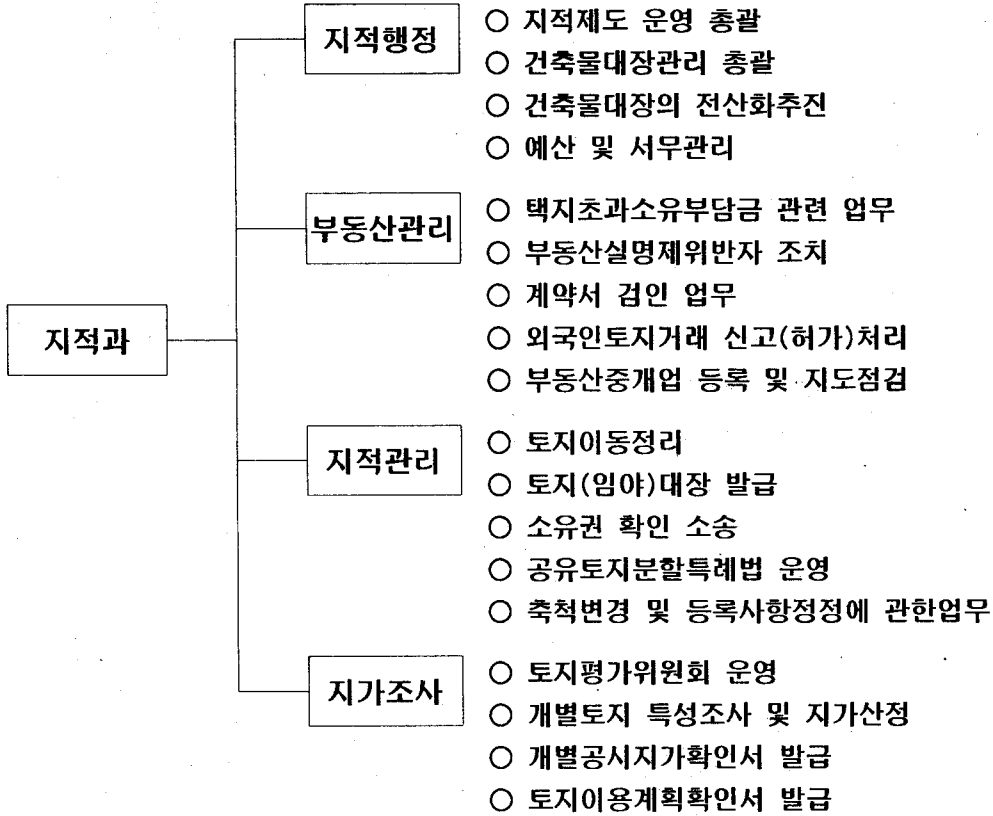 지적과
지적행정
○ 지적제도 운영 총괄
○ 건축물대장관리 총괄
○ 건축물대장의 전산화추진
○ 예산 및 서무관리
부동산관리
○ 택지초과소유부담금 관련 업무
○ 부동산실명제위반자 조치
○ 계약서 검인 업무
○ 외국인토지거래 신고(허가)처리
○ 부동산중개업 등록 및 지도점검
지적관리
○ 토지이동정리
○ 토지(임야)대장 발급
○ 소유권 확인 소송
○ 공유토지분할특례법 운영
○ 축척변경 및 등록사항정정에 관한업무
지가조사
○ 토지평가위원회 운영
○ 개별토지 특성조사 및 지가산정
○ 개별공시지가확인서 발급
○ 토지이용계획확인서 발급